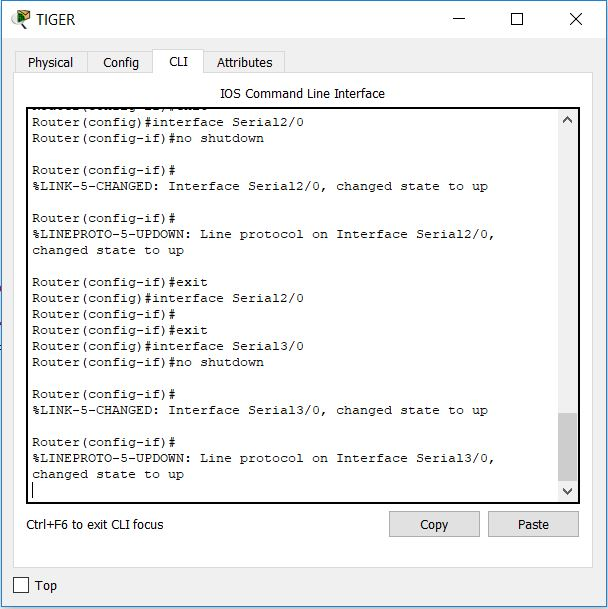 TIGER
Physical Config CLI Attributes
IOS Command Line Interface
Router(config)#interface Serial2/0
Router(config-if)#no shutdown
Router(config-if)#
%LINK-5-CHANGED: Interface Serial2/0, changed state to up
Router(config-if)#
%LINEPROTO-5-UPDOWN: Line protocol on Interface Serial2/0,
changed state to up
Router(config-if)#exit
Router(config)#interface Serial2/0
Router(config-if)#
Router(config-if)#exit
Router(config)#interface Serial3/0
Router(config-if)#no shutdown
Router(config-if)#
%LINK-5-CHANGED: Interface Serial3/0, changed state to up
Router(config-if)#
%LINEPROTO-5-UPDOWN: Line protocol on Interface Serial3/0,
changed state to up
Ctrl+F6 to exit CLI focus Copy Paste
Top